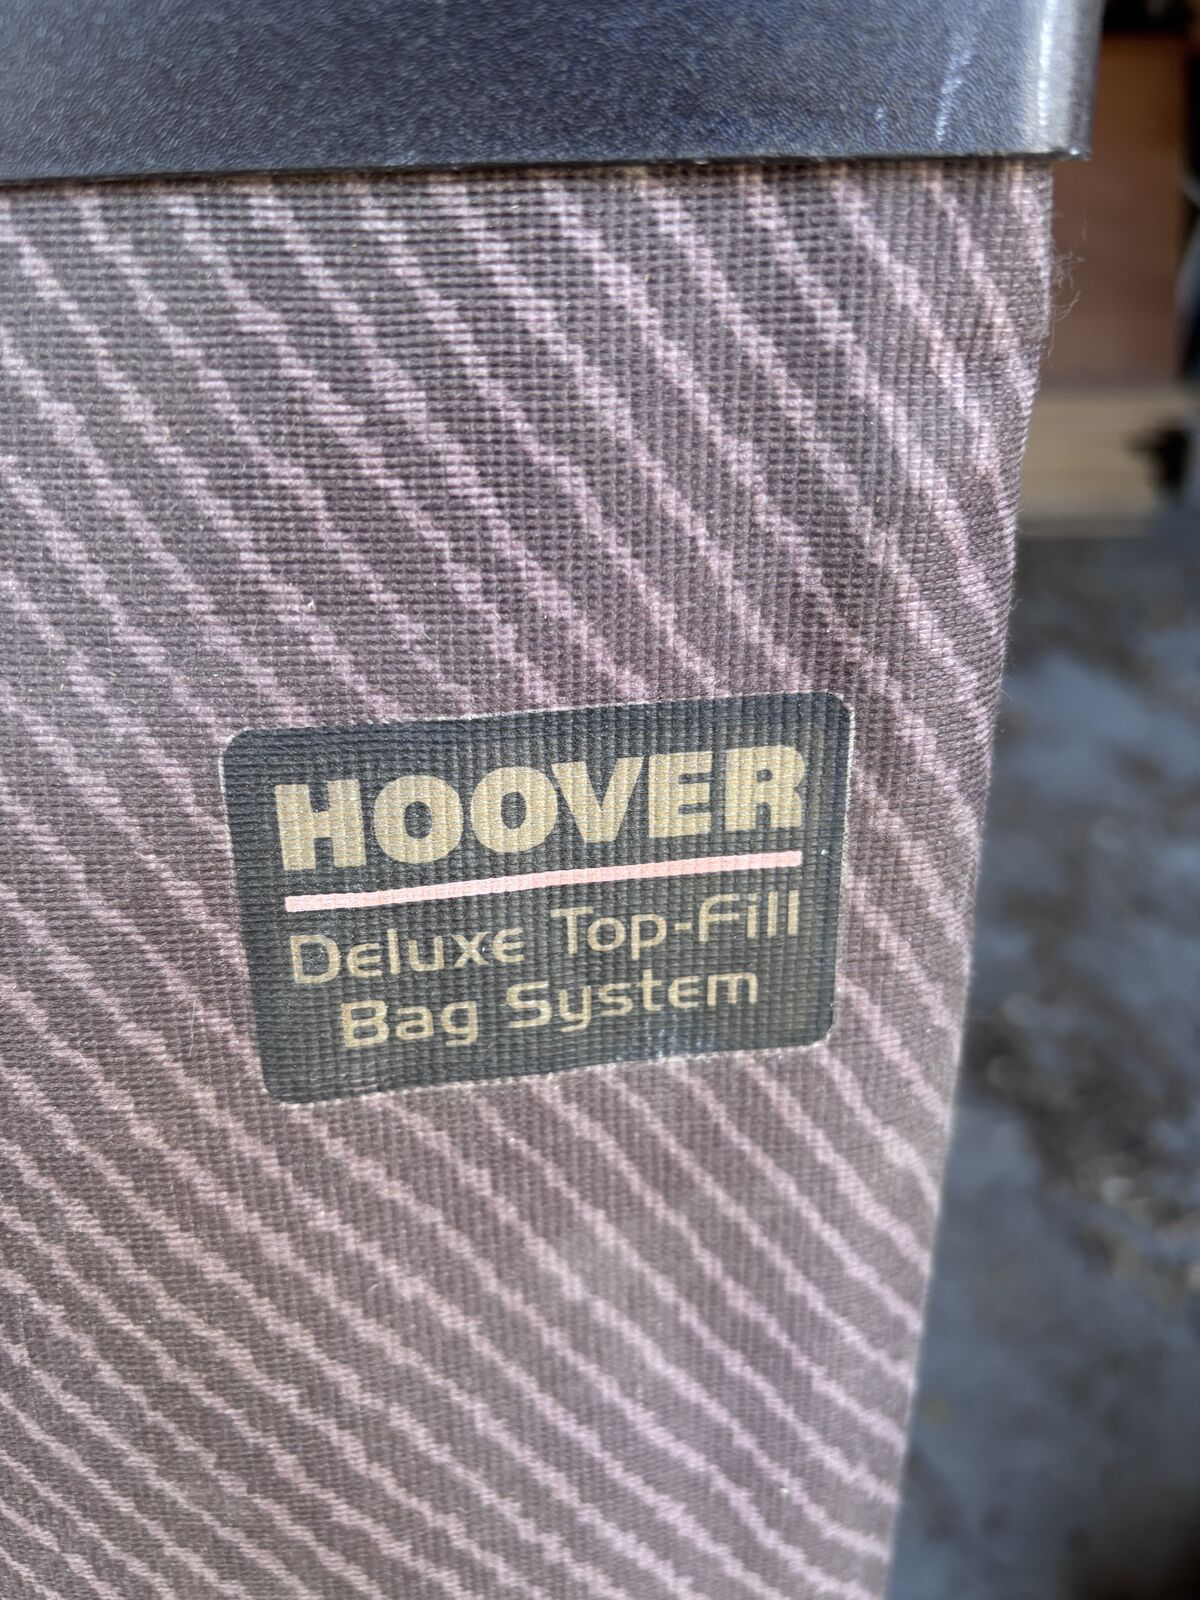 HOOVER
Deluxe Top-Fill
Bag System